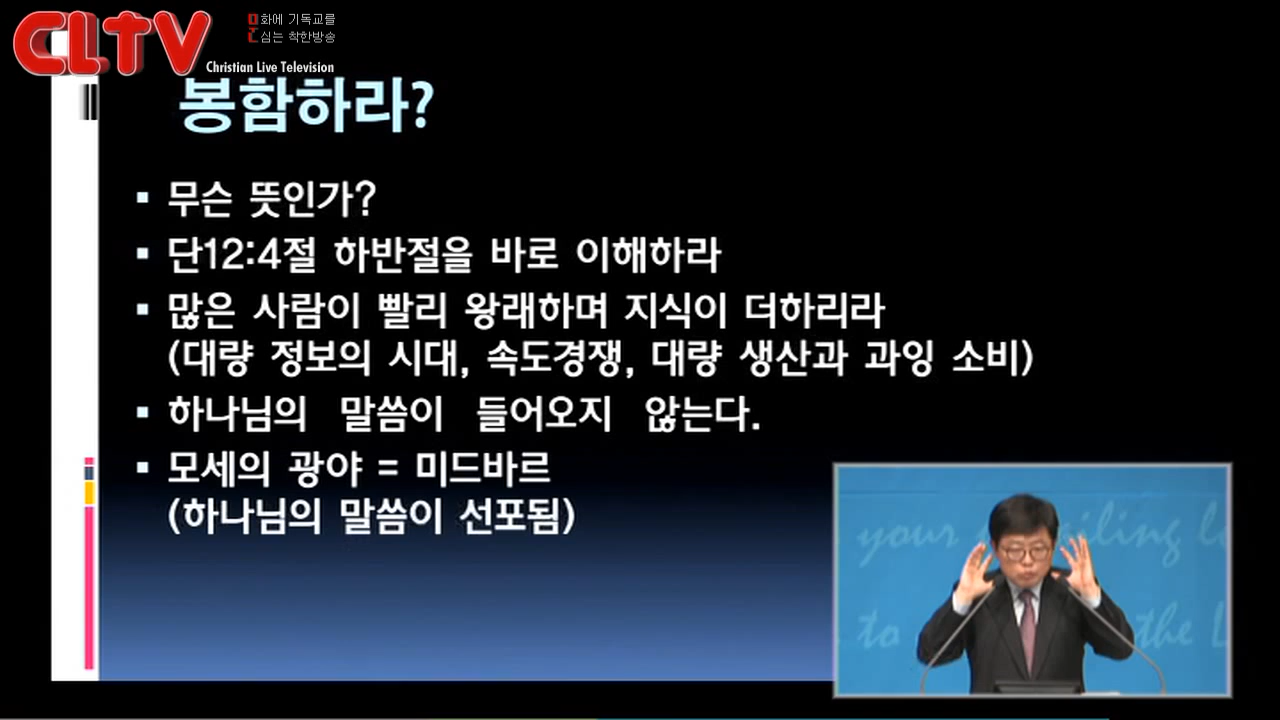 CLTV
문화에 기독교를
심는 착한방송
Christian Live Television
봉함하라?
▪ 무슨 뜻인가?
▪ 단12:4절 하반절을 바로 이해하라
▪ 많은 사람이 빨리 왕래하며 지식이 더하리라
(대량 정보의 시대, 속도경쟁, 대량 생산과 과잉 소비)
▪ 하나님의 말씀이 들어오지 않는다.
▪ 모세의 광야 = 미드바르
(하나님의 말씀이 선포됨)
your
to the